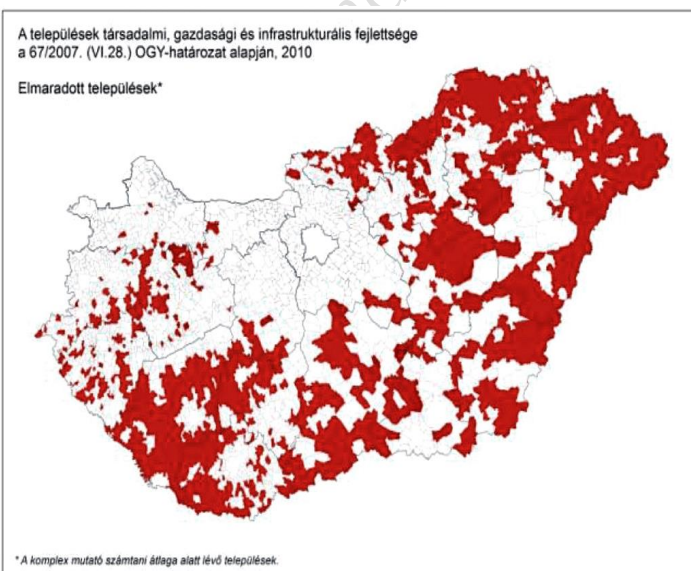 A települések társadalmi, gazdasági és infrastrukturális fejlettsége
a 67/2007. (VI.28.) OGY-határozat alapján, 2010
Elmaradott települések*
* A komplex mutató számtani átlaga alatt lévő települések.